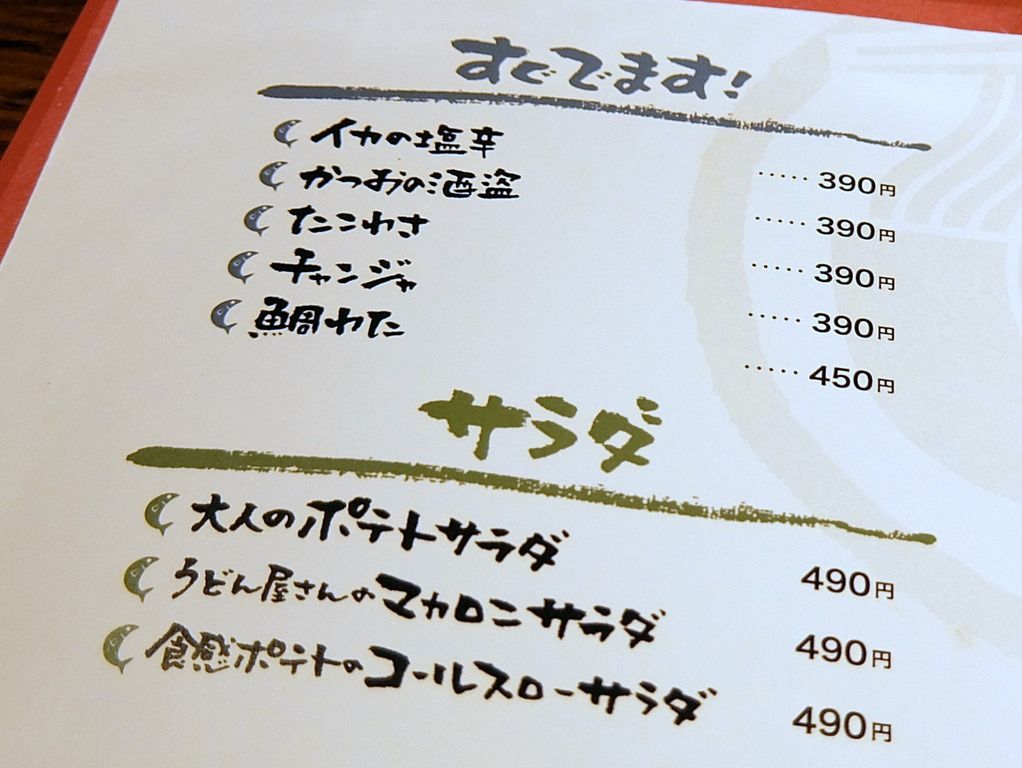 すぐでます!
イカの塩辛 ‥‥‥ 390円
かつおの酒盗 ‥‥‥ 390円
たこわさ ‥‥‥ 390円
チャンジャ ‥‥‥ 390円
鯛わた ‥‥‥ 450円
サラダ
大人のポテトサラダ 490円
うどん屋さんのマカロニサラダ 490円
食感ポテトのコールスローサラダ 490円